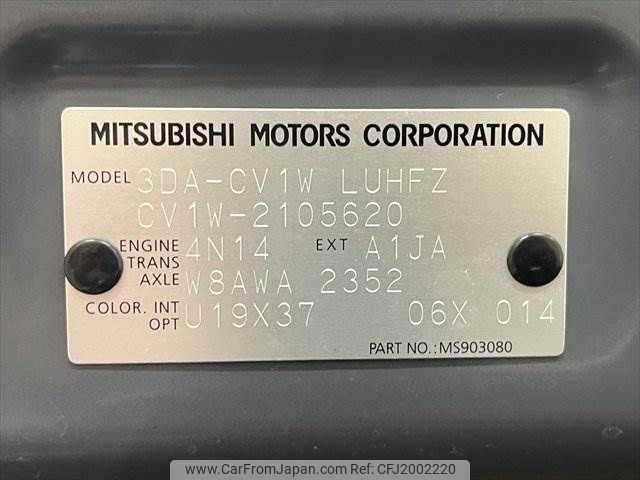 MITSUBISHI MOTORS CORPORATION
MODEL 3DA-CV1W LUHFZ
CV1W-2105620
ENGINE 4N14 EXT A1JA
TRANS
AXLE W8AWA 2352
COLOR. INT U19X37 06X 014
OPT
PART NO.:MS903080
www.CarFromJapan.com | Ref-No: CFJ2002220